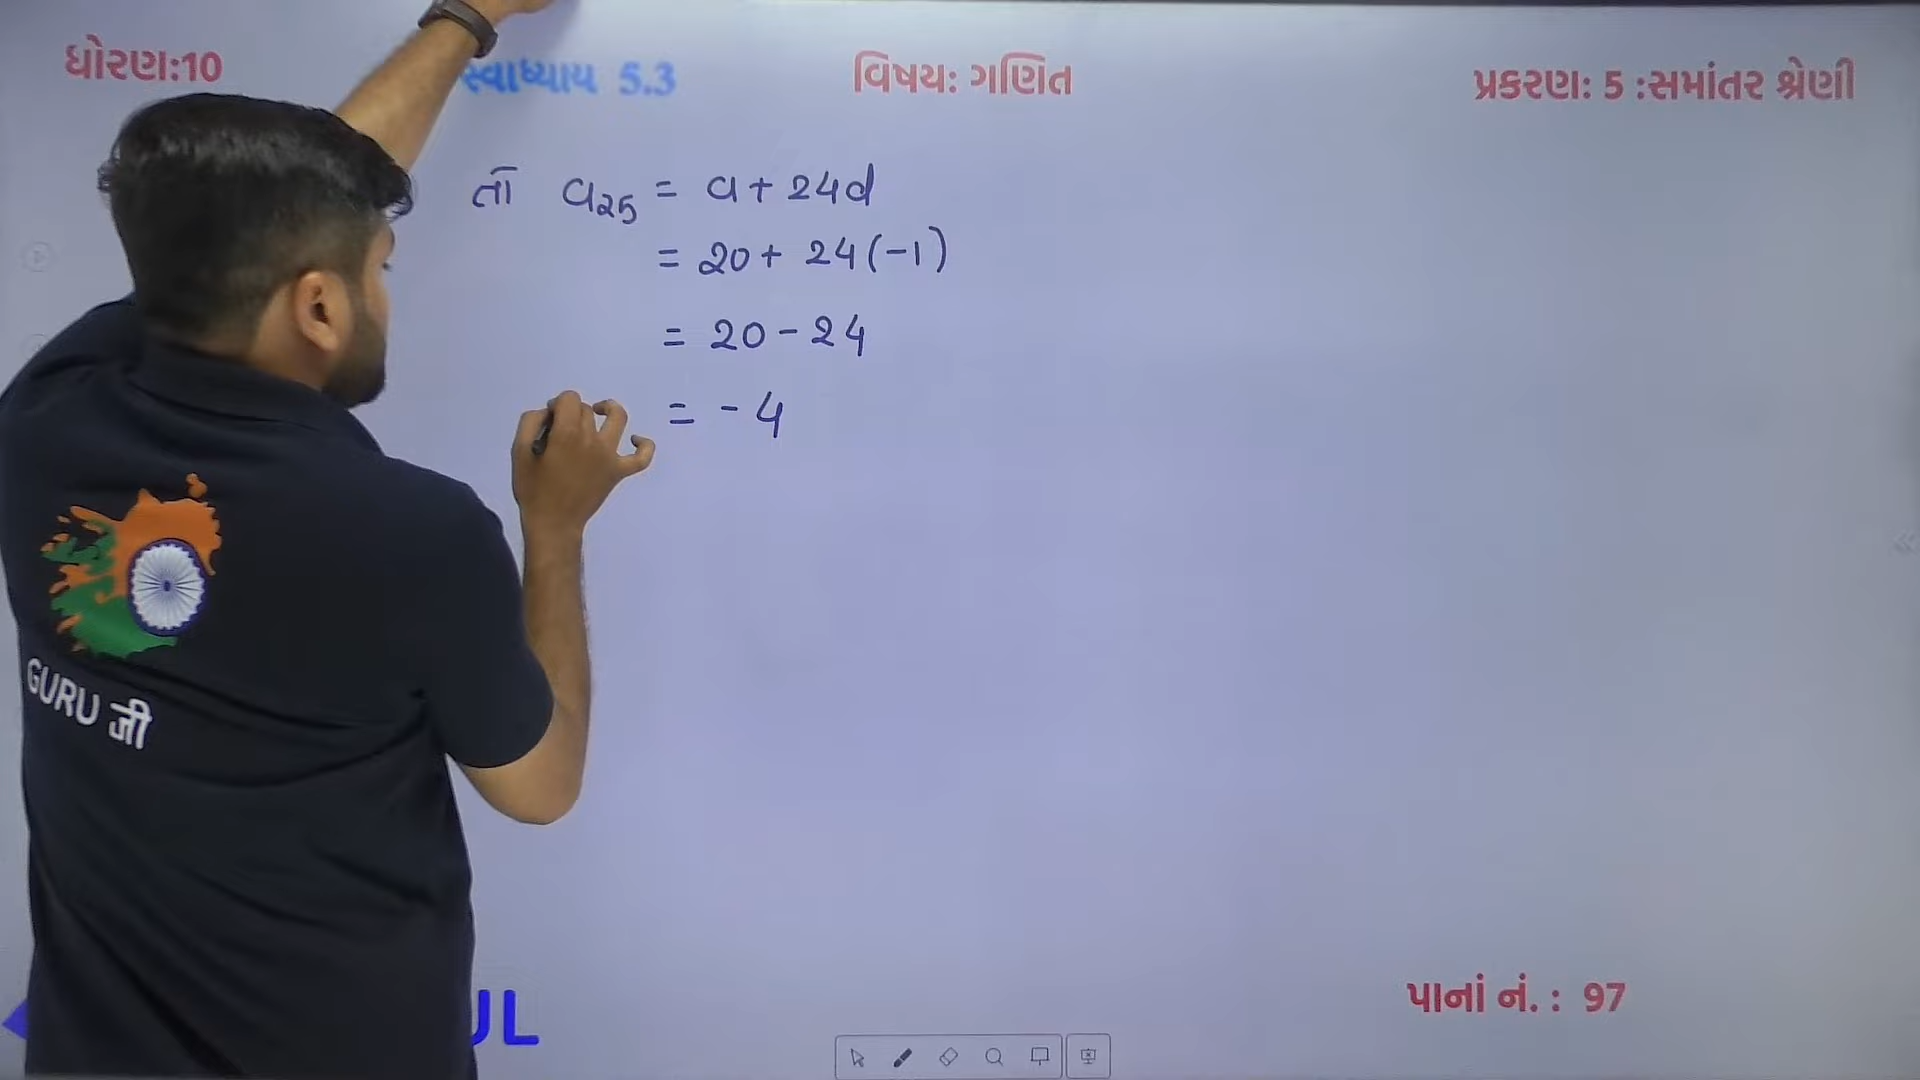 ધોરણ:10
સ્વાધ્યાય 5.3
વિષય: ગણિત
પ્રકરણ: 5 :સમાંતર શ્રેણી
તો a25 = a + 24d
= 20 + 24 (-1)
= 20 - 24
= - 4
GURU जी
UL
પાનાં નં. : 97